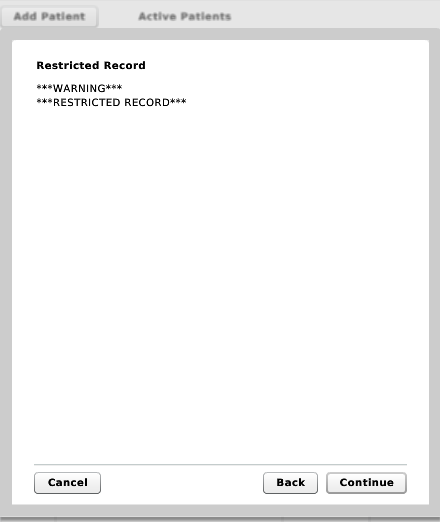 Add Patient Active Patients
Restricted Record
***WARNING***
***RESTRICTED RECORD***
Cancel Back Continue